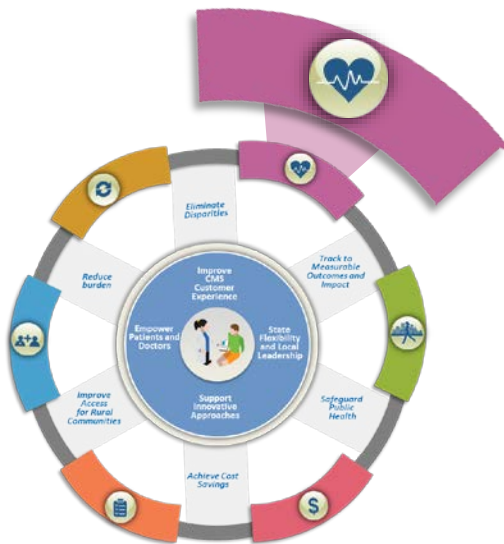 Eliminate
Disparities
Track to
Measurable
Outcomes and
Impact
Safeguard
Public
Health
Achieve Cost
Savings
Improve
Access
for Rural
Communities
Reduce
burden
Improve
CMS
Customer
Experience
State
Flexibility
and Local
Leadership
Support
Innovative
Approaches
Empower
Patients and
Doctors
$